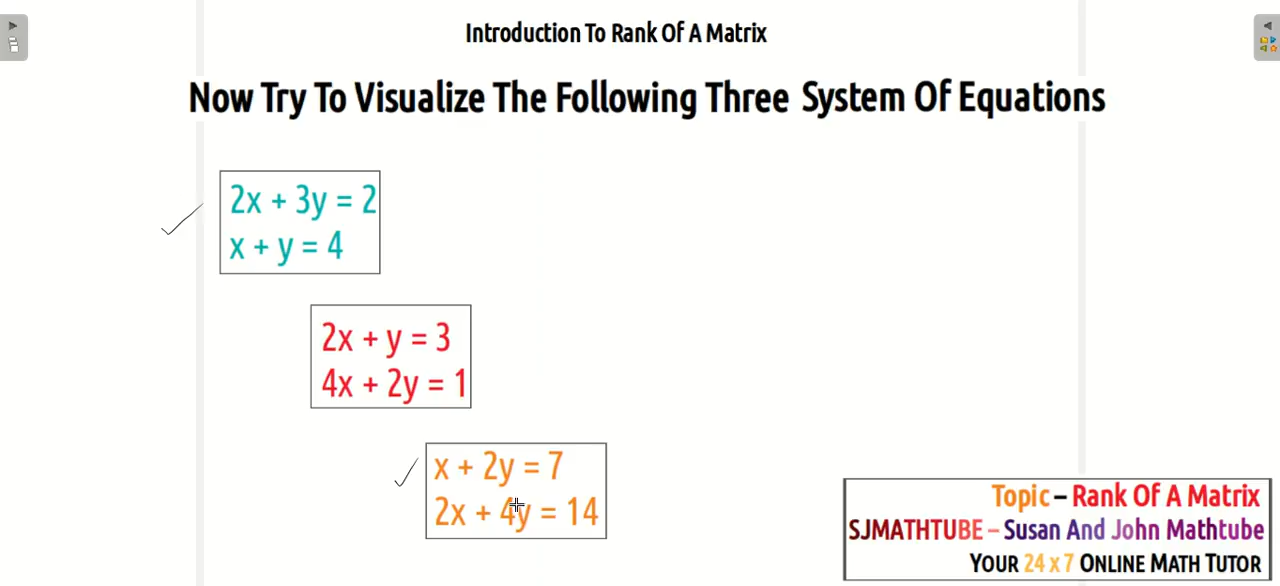 Introduction To Rank Of A Matrix
Now Try To Visualize The Following Three System Of Equations
2x + 3y = 2
x + y = 4
2x + y = 3
4x + 2y = 1
x + 2y = 7
2x + 4y = 14
Topic – Rank Of A Matrix
SJMATHTUBE – Susan And John Mathtube
YOUR 24 x 7 ONLINE MATH TUTOR